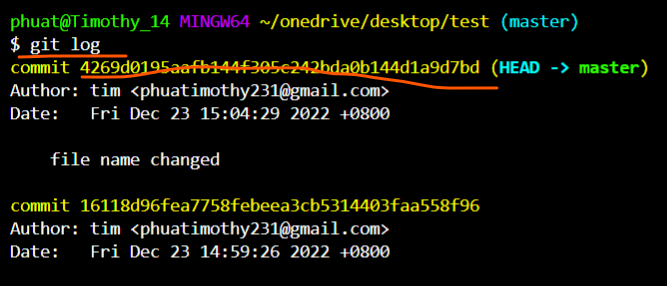 phuat@Timothy_14 MINGW64 ~/onedrive/desktop/test (master)
$ git log
commit 4269d0195aafb144f305e242bda0b144d1a9d7bd (HEAD -> master)
Author: tim <phuatimothy231@gmail.com>
Date:   Fri Dec 23 15:04:29 2022 +0800
    file name changed
commit 16118d96fea7758febeea3cb5314403faa558f96
Author: tim <phuatimothy231@gmail.com>
Date:   Fri Dec 23 14:59:26 2022 +0800